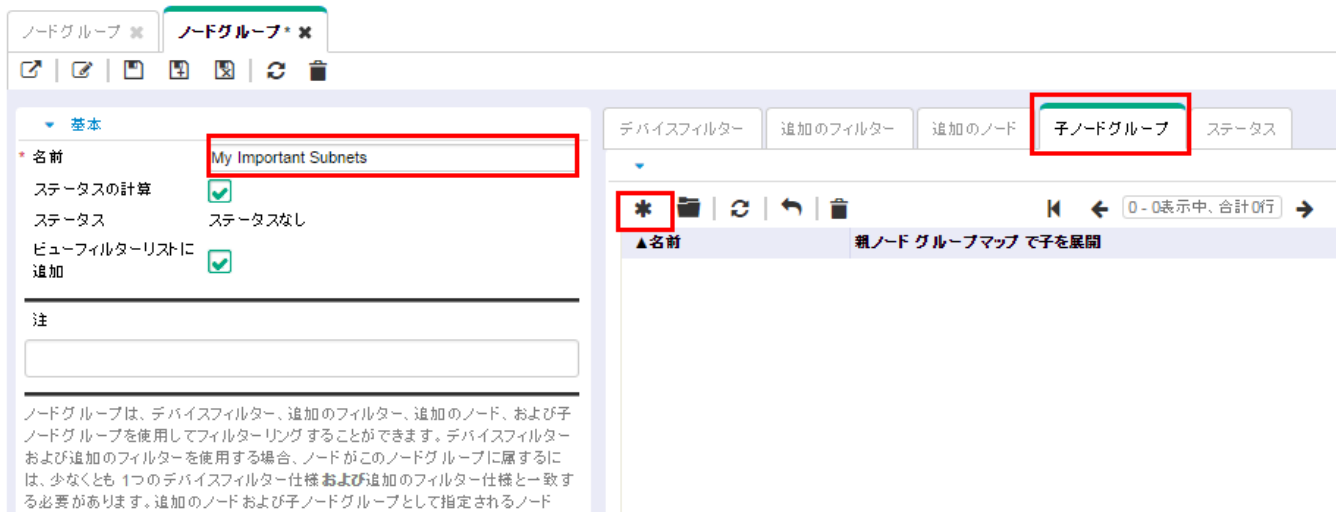 ノードグループ ✖ ノードグループ* ✖
基本
* 名前 My Important Subnets
ステータスの計算
ステータス ステータスなし
ビューフィルターリストに
追加
注
ノードグループは、デバイスフィルター、追加のフィルター、追加のノード、および子
ノードグループを使用してフィルターリングすることができます。デバイスフィルター
および追加のフィルターを使用する場合、ノードがこのノードグループに属するに
は、少なくとも 1つのデバイスフィルター仕様および追加のフィルター仕様と一致す
る必要があります。追加のノードおよび子ノードグループとして指定されるノード
デバイスフィルター 追加のフィルター 追加のノード 子ノードグループ ステータス
0 - 0表示中、合計0行
▲名前 親ノード グループマップ で子を展開